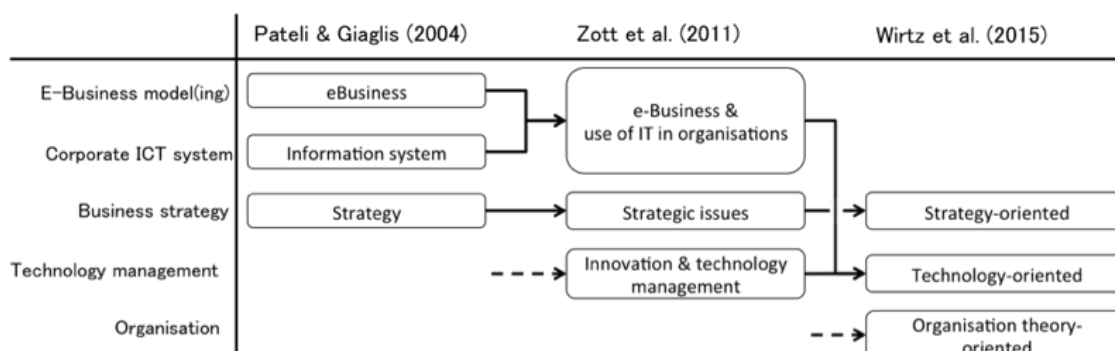 Pateli & Giaglis (2004) Zott et al. (2011) Wirtz et al. (2015)
E-Business model(ing) eBusiness
e-Business &
use of IT in organisations
Corporate ICT system Information system
Business strategy Strategy Strategic issues Strategy-oriented
Technology management Innovation & technology
management Technology-oriented
Organisation Organisation theory-
oriented